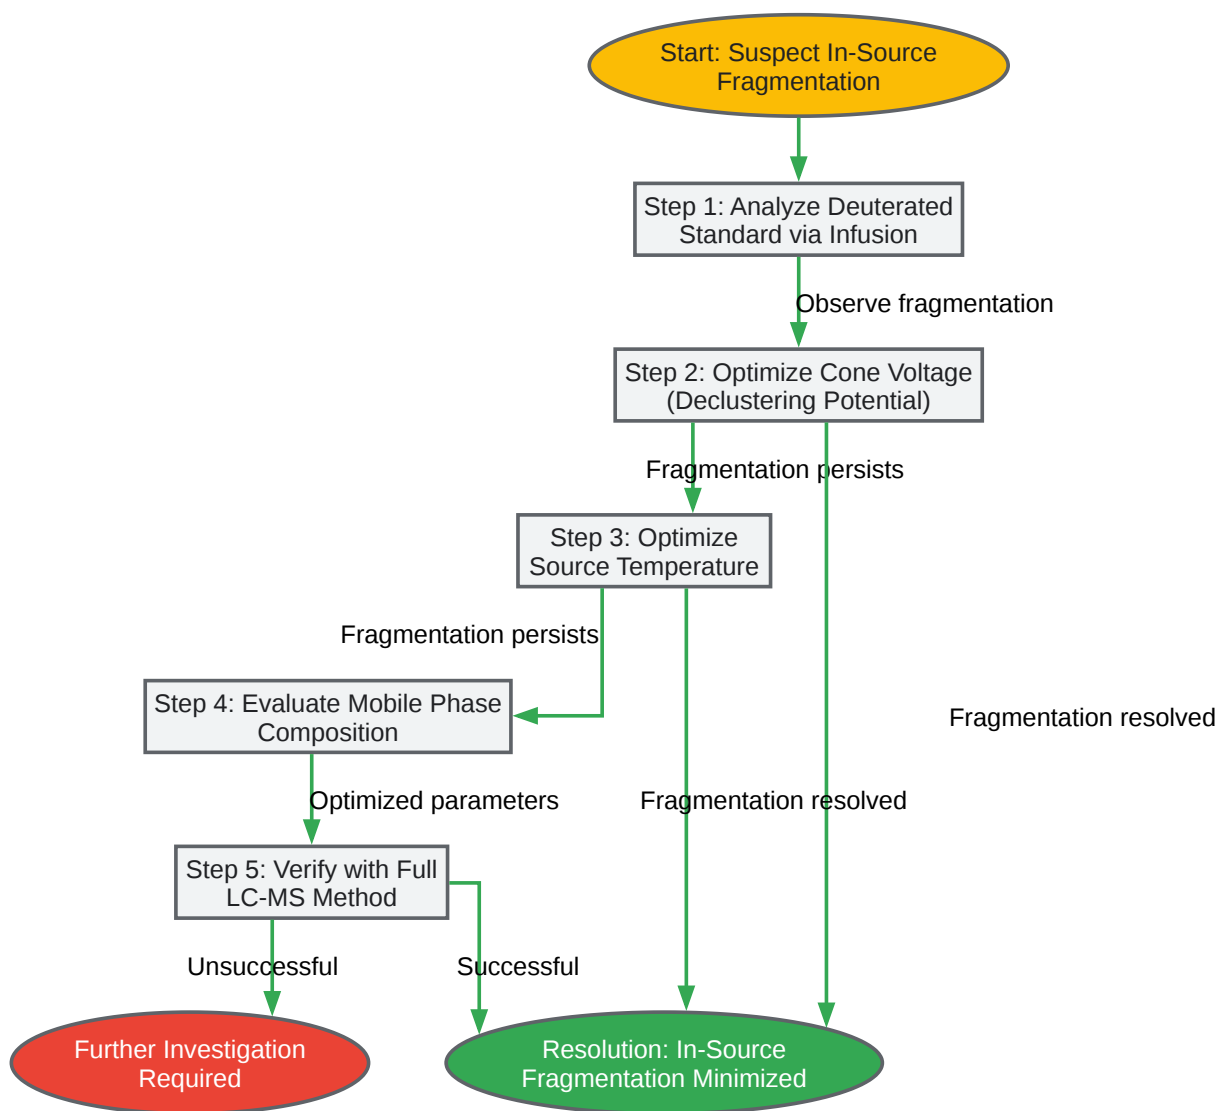 Start: Suspect In-Source
Fragmentation
Step 1: Analyze Deuterated
Standard via Infusion
Observe fragmentation
Step 2: Optimize Cone Voltage
(Declustering Potential)
Fragmentation persists
Step 3: Optimize
Source Temperature
Fragmentation persists
Step 4: Evaluate Mobile Phase
Composition
Fragmentation resolved
Optimized parameters
Fragmentation resolved
Step 5: Verify with Full
LC-MS Method
Unsuccessful
Successful
Further Investigation
Required
Resolution: In-Source
Fragmentation Minimized